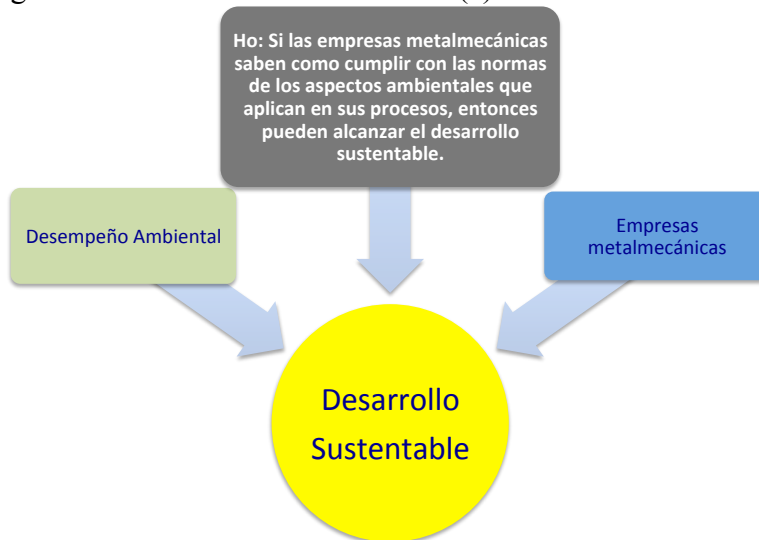 Ho: Si las empresas metalmecánicas
saben como cumplir con las normas
de los aspectos ambientales que
aplican en sus procesos, entonces
pueden alcanzar el desarrollo
sustentable.
Desempeño Ambiental
Empresas
metalmecánicas
Desarrollo
Sustentable